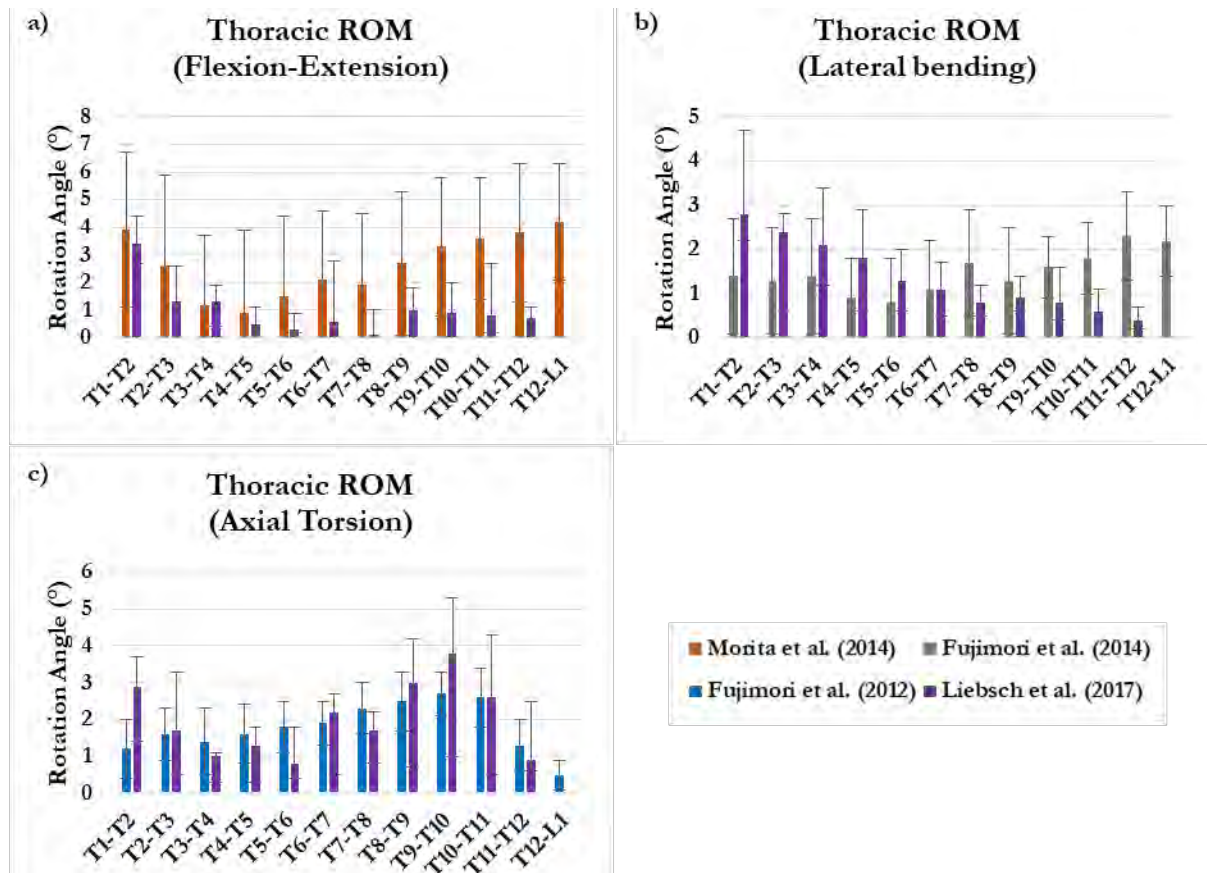 a)
Thoracic ROM
(Flexion-Extension)
Rotation Angle (°)
8
7
6
5
4
3
2
1
0
T1-T2
T2-T3
T3-T4
T4-T5
T5-T6
T6-T7
T7-T8
T8-T9
T9-T10
T10-T11
T11-T12
T12-L1
b)
Thoracic ROM
(Lateral bending)
Rotation Angle (°)
5
4
3
2
1
0
T1-T2
T2-T3
T3-T4
T4-T5
T5-T6
T6-T7
T7-T8
T8-T9
T9-T10
T10-T11
T11-T12
T12-L1
c)
Thoracic ROM
(Axial Torsion)
Rotation Angle (°)
6
5
4
3
2
1
0
T1-T2
T2-T3
T3-T4
T4-T5
T5-T6
T6-T7
T7-T8
T8-T9
T9-T10
T10-T11
T11-T12
T12-L1
Morita et al. (2014) Fujimori et al. (2014)
Fujimori et al. (2012) Liebsch et al. (2017)